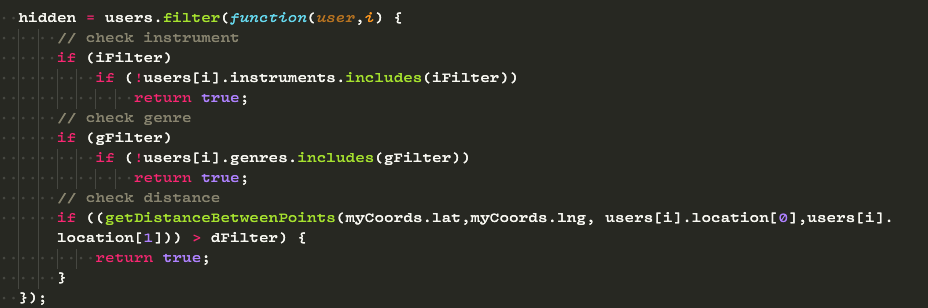 hidden = users.filter(function(user,i) {
// check instrument
if (iFilter)
if (!users[i].instruments.includes(iFilter))
return true;
// check genre
if (gFilter)
if (!users[i].genres.includes(gFilter))
return true;
// check distance
if ((getDistanceBetweenPoints(myCoords.lat,myCoords.lng, users[i].location[0],users[i].
location[1])) > dFilter) {
return true;
}
});